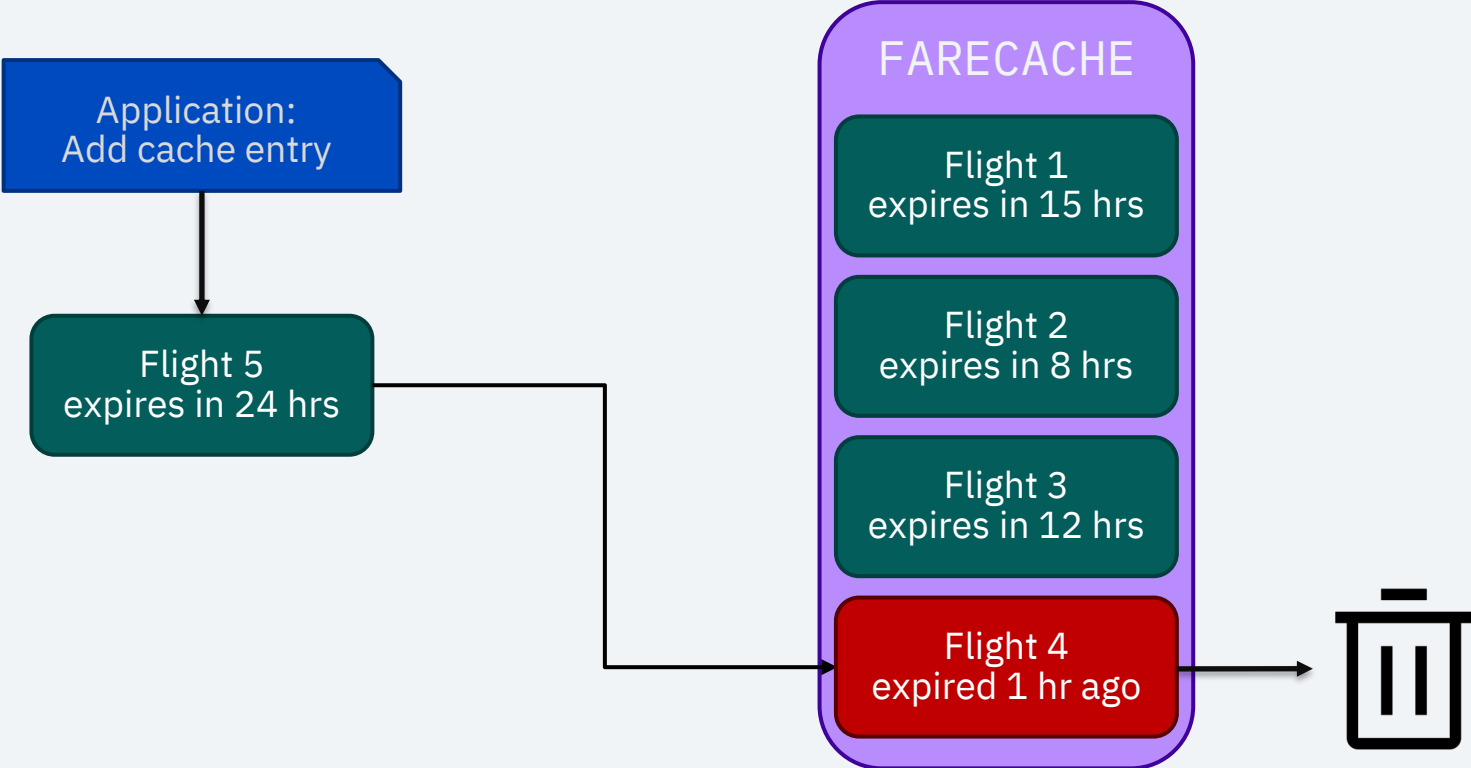 Application:
Add cache entry
Flight 5
expires in 24 hrs
FARECACHE
Flight 1
expires in 15 hrs
Flight 2
expires in 8 hrs
Flight 3
expires in 12 hrs
Flight 4
expired 1 hr ago